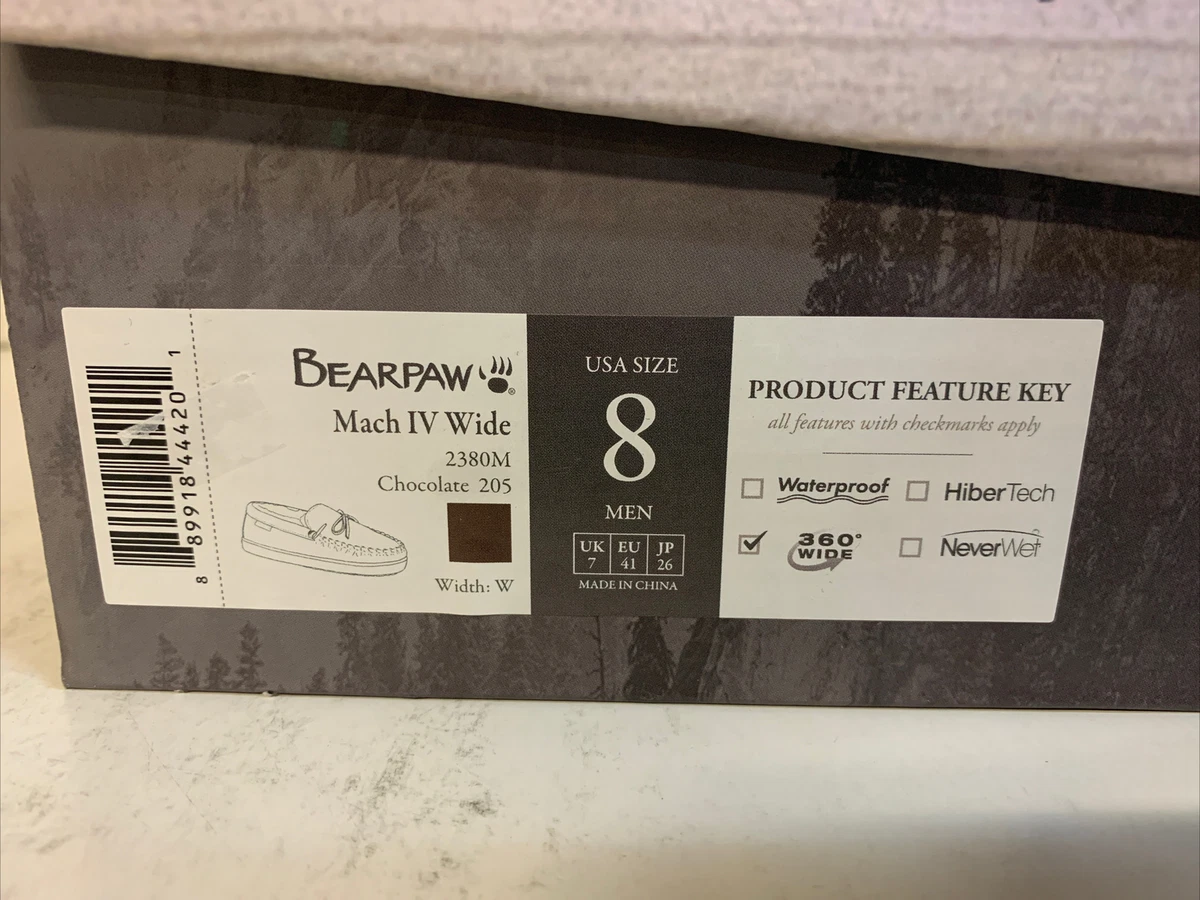 8 89918 44420 1
BEARPAW®
Mach IV Wide
2380M
Chocolate 205
Width: W
USA SIZE
8
MEN
UK EU JP
7 41 26
MADE IN CHINA
PRODUCT FEATURE KEY
all features with checkmarks apply
Waterproof HiberTech
360° WIDE NeverWet